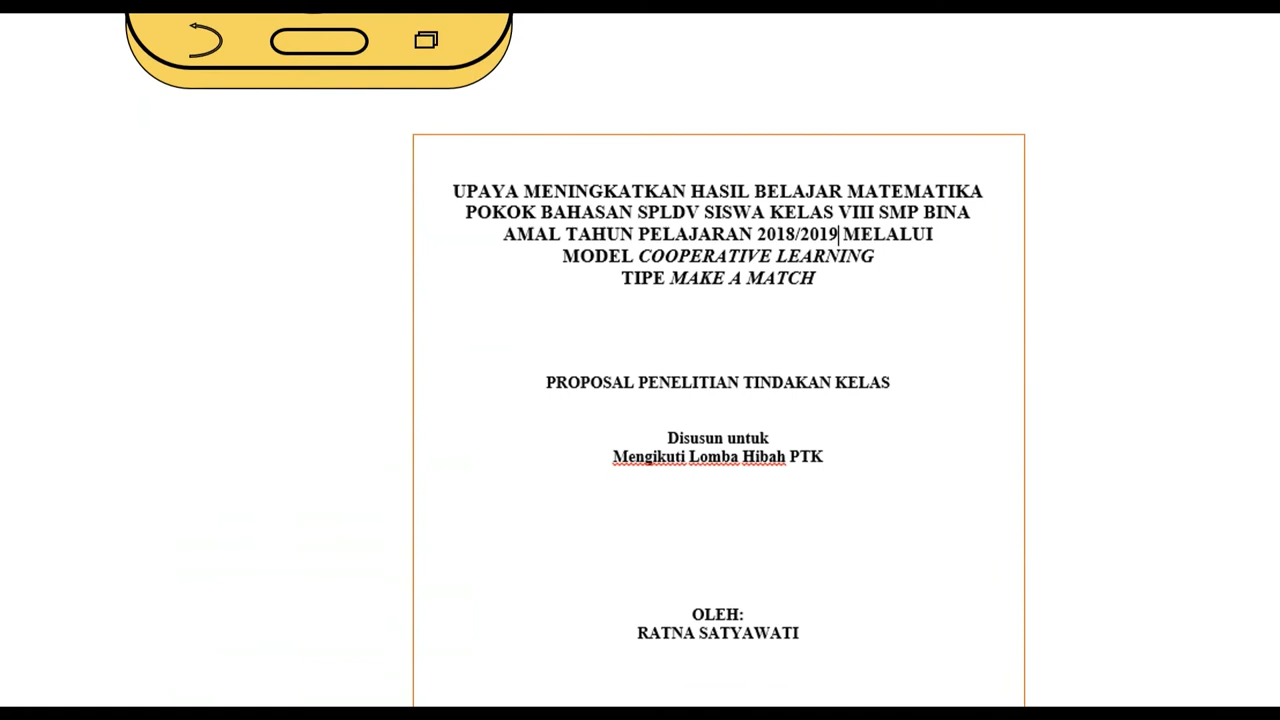 UPAYA MENINGKATKAN HASIL BELAJAR MATEMATIKA
POKOK BAHASAN SPLDV SISWA KELAS VIII SMP BINA
AMAL TAHUN PELAJARAN 2018/2019 MELALUI
MODEL COOPERATIVE LEARNING
TIPE MAKE A MATCH
PROPOSAL PENELITIAN TINDAKAN KELAS
Disusun untuk
Mengikuti Lomba Hibah PTK
OLEH:
RATNA SATYAWATI